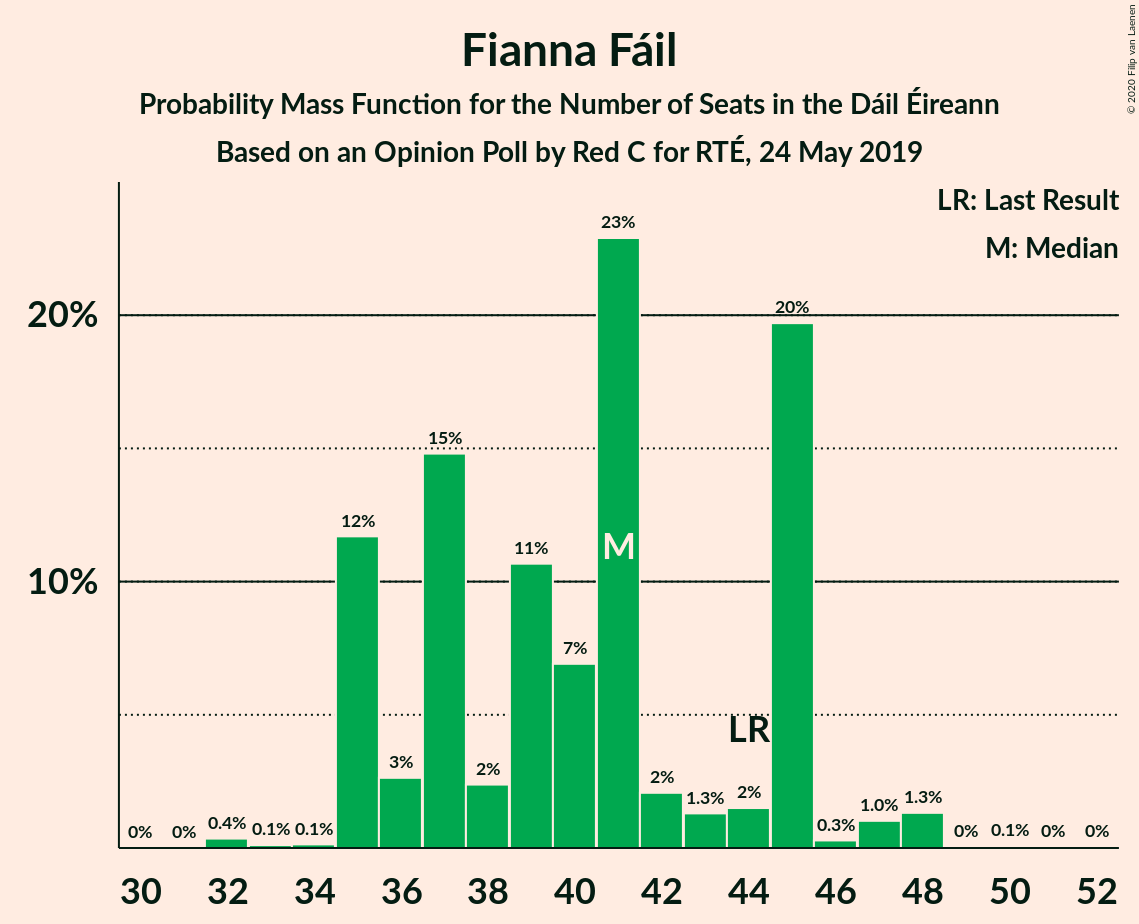 Fianna Fáil
Probability Mass Function for the Number of Seats in the Dáil Éireann
Based on an Opinion Poll by Red C for RTÉ, 24 May 2019
© 2020 Filip van Laenen
LR: Last Result
M: Median
20%
10%
0%
0%
0.4%
0.1%
0.1%
12%
3%
15%
2%
11%
7%
23%
2%
1.3%
2%
20%
0.3%
1.0%
1.3%
0%
0.1%
0%
0%
M
LR
30 32 34 36 38 40 42 44 46 48 50 52